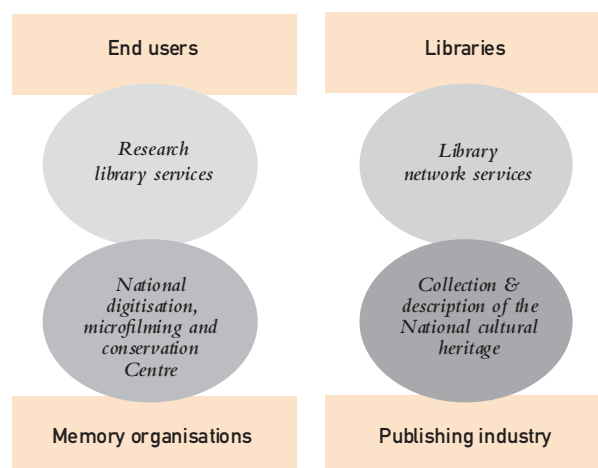 End users
Research
library services
National
digitisation,
microfilming and
conservation
Centre
Memory organisations
Libraries
Library
network services
Collection &
description of the
National cultural
heritage
Publishing industry